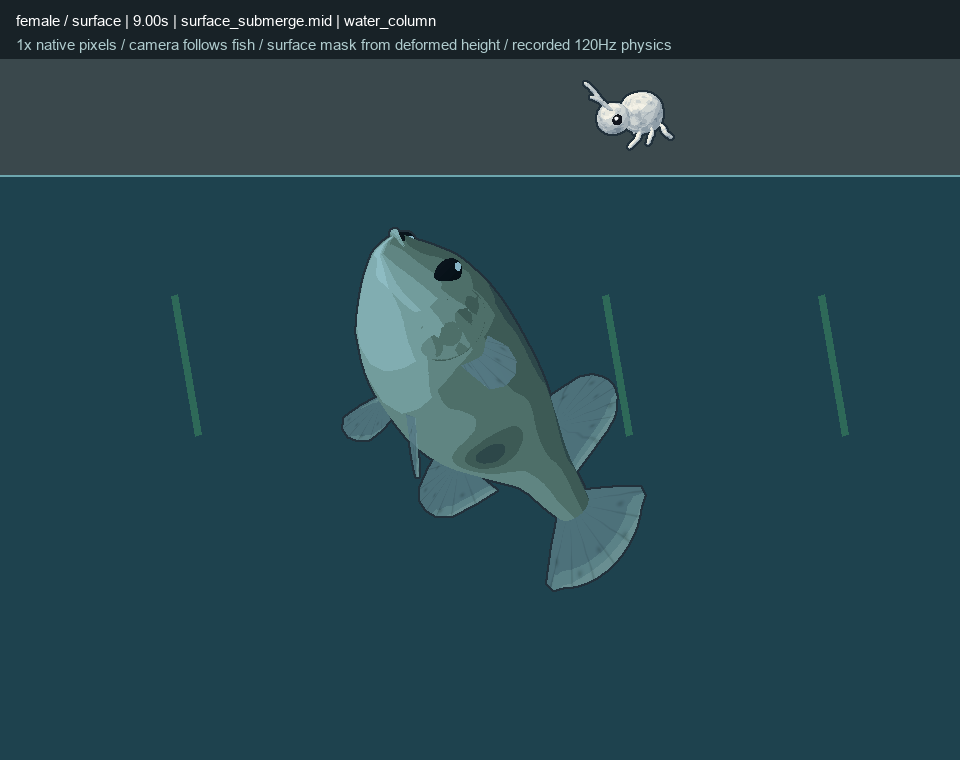 female / surface | 9.00s | surface_submerge.mid | water_column
1x native pixels / camera follows fish / surface mask from deformed height / recorded 120Hz physics